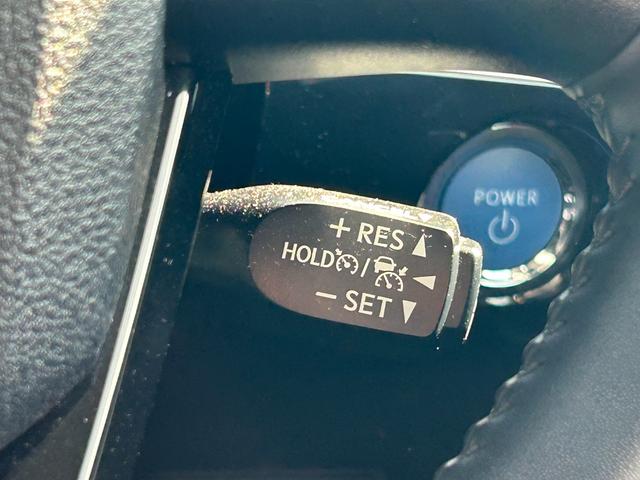 POWER
+ RES
HOLD /
− SET